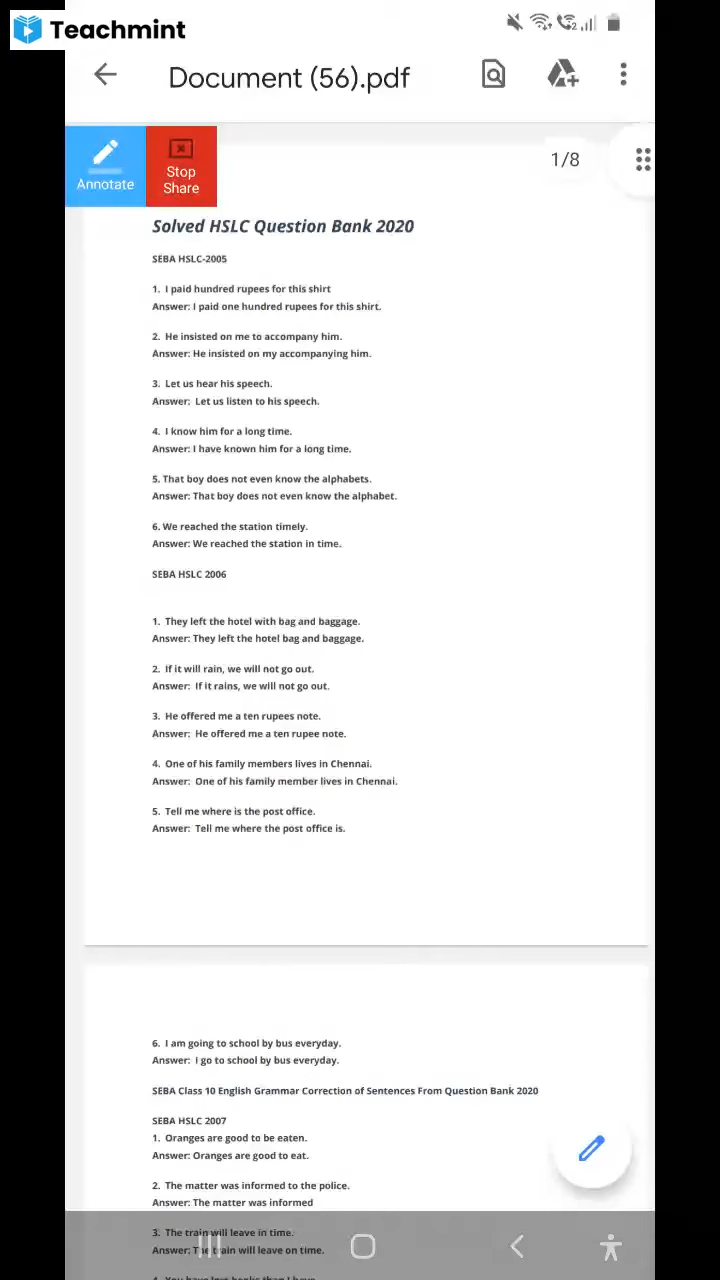 Teachmint
Document (56).pdf
Annotate
Stop
Share
1/8
Solved HSLC Question Bank 2020
SEBA HSLC-2005
1. I paid hundred rupees for this shirt
Answer: I paid one hundred rupees for this shirt.
2. He insisted on me to accompany him.
Answer: He insisted on my accompanying him.
3. Let us hear his speech.
Answer: Let us listen to his speech.
4. I know him for a long time.
Answer: I have known him for a long time.
5. That boy does not even know the alphabets.
Answer: That boy does not even know the alphabet.
6. We reached the station timely.
Answer: We reached the station in time.
SEBA HSLC 2006
1. They left the hotel with bag and baggage.
Answer: They left the hotel bag and baggage.
2. If it will rain, we will not go out.
Answer: If it rains, we will not go out.
3. He offered me a ten rupees note.
Answer: He offered me a ten rupee note.
4. One of his family members lives in Chennai.
Answer: One of his family member lives in Chennai.
5. Tell me where is the post office.
Answer: Tell me where the post office is.
6. I am going to school by bus everyday.
Answer: I go to school by bus everyday.
SEBA Class 10 English Grammar Correction of Sentences From Question Bank 2020
SEBA HSLC 2007
1. Oranges are good to be eaten.
Answer: Oranges are good to eat.
2. The matter was informed to the police.
Answer: The matter was informed
3. The train will leave in time.
Answer: The train will leave on time.